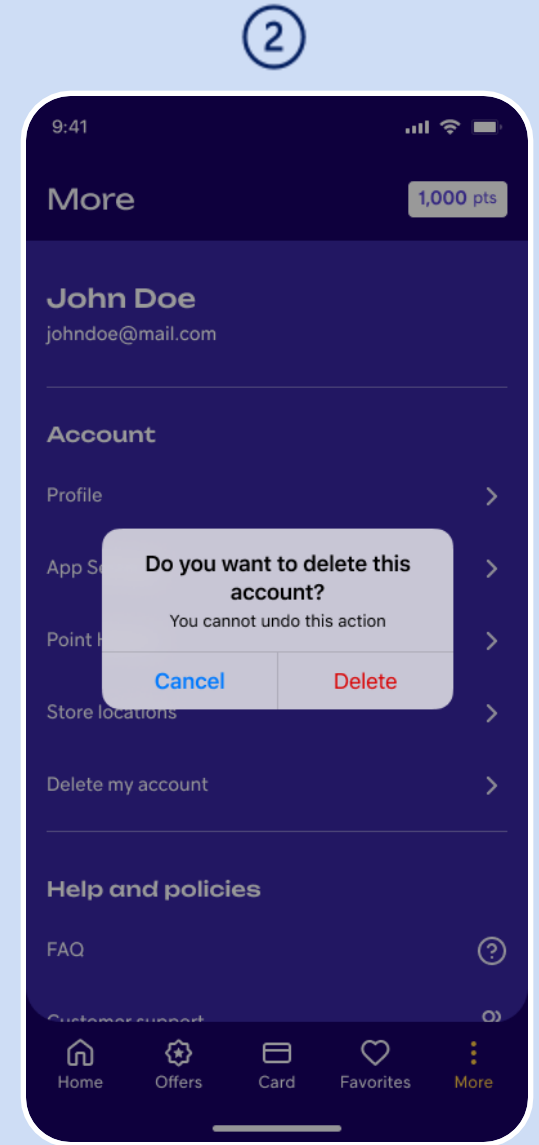 2
9:41
More
1,000 pts
John Doe
johndoe@mail.com
Account
Profile
App Se
Do you want to delete this
account?
You cannot undo this action
Point H
Cancel
Delete
Store locations
Delete my account
Help and policies
FAQ
Customer support
Home
Offers
Card
Favorites
More